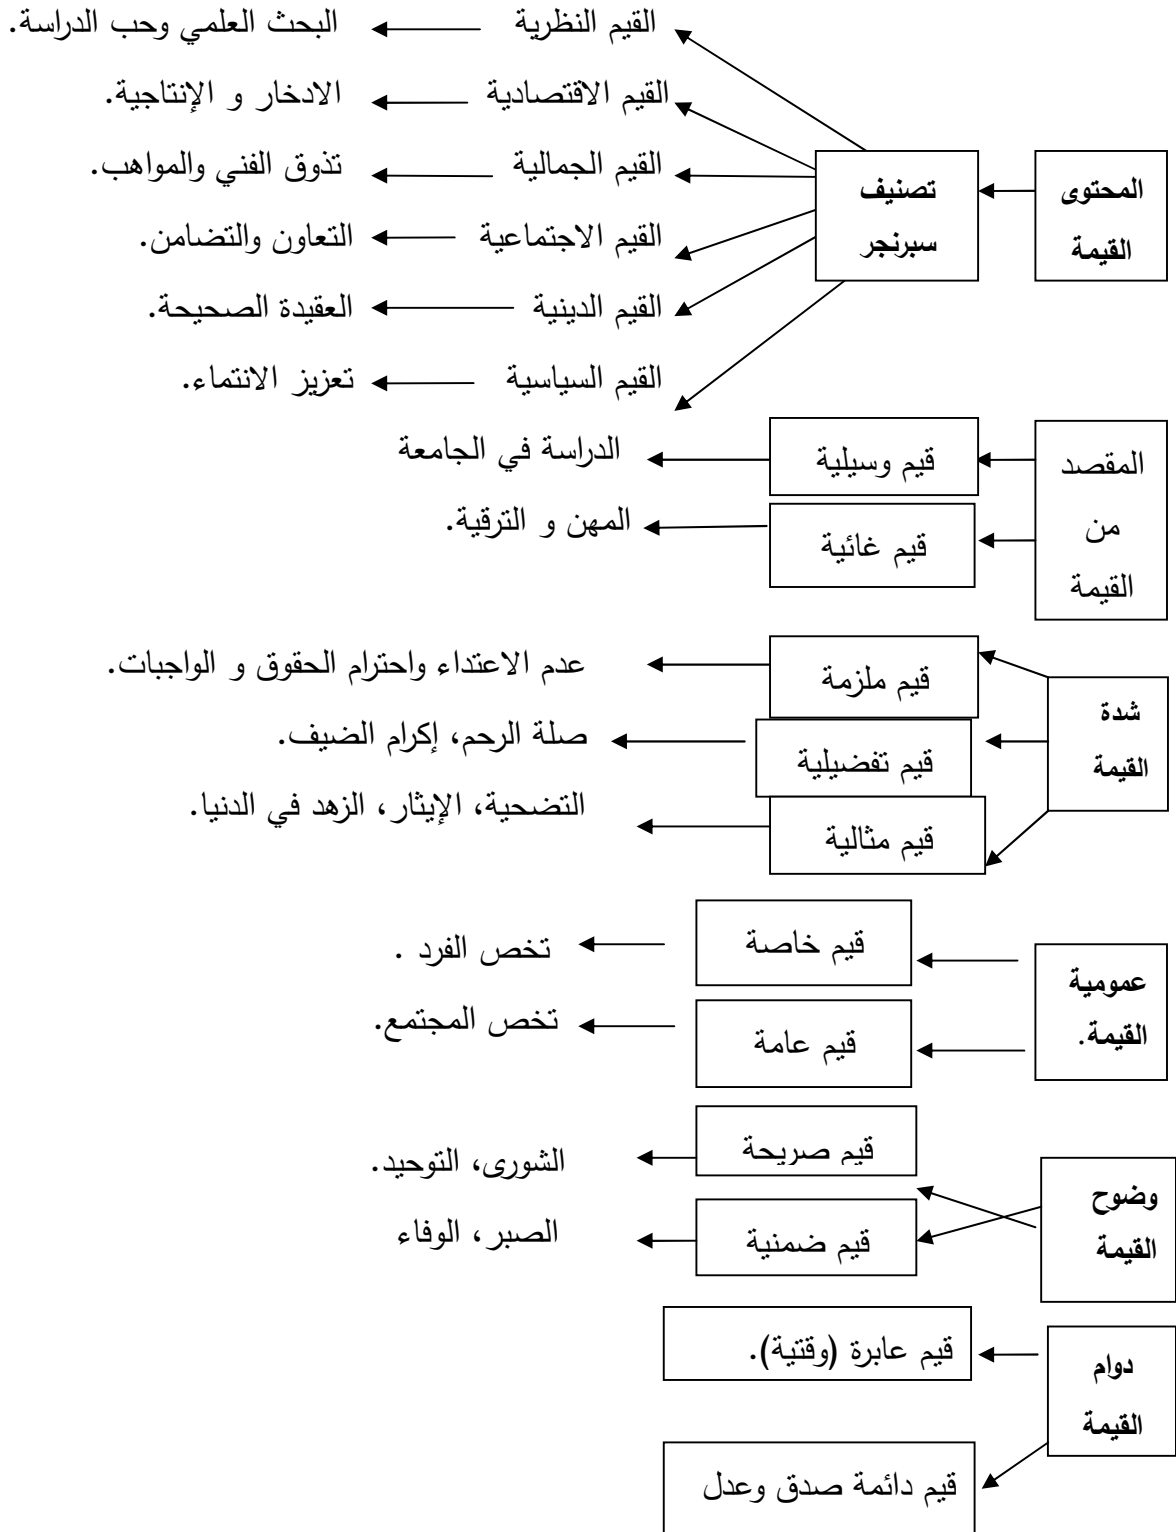 القيم النظرية
البحث العلمي وحب الدراسة.
القيم الاقتصادية
الادخار و الإنتاجية.
المحتوى
القيمة
تصنيف
سبرنجر
القيم الجمالية
تذوق الفني والمواهب.
القيم الاجتماعية
التعاون والتضامن.
القيم الدينية
العقيدة الصحيحة.
القيم السياسية
تعزيز الانتماء.
المقصد
من
القيمة
قيم وسيلية
الدراسة في الجامعة
قيم غائية
المهن و الترقية.
شدة
القيمة
قيم ملزمة
عدم الاعتداء واحترام الحقوق و الواجبات.
قيم تفضيلية
صلة الرحم، إكرام الضيف.
قيم مثالية
التضحية، الإيثار، الزهد في الدنيا.
عمومية
القيمة.
قيم خاصة
تخص الفرد .
قيم عامة
تخص المجتمع.
وضوح
القيمة
قيم صريحة
الشورى، التوحيد.
قيم ضمنية
الصبر، الوفاء
دوام
القيمة
قيم عابرة (وقتية).
قيم دائمة صدق وعدل